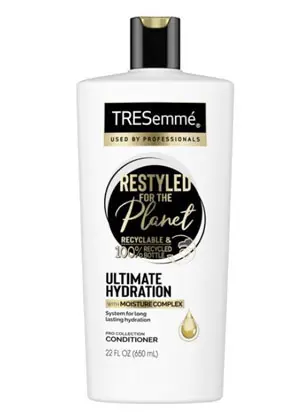 TRESemmé®
USED BY PROFESSIONALS
RESTYLED
FOR THE
Planet
RECYCLABLE &
100% RECYCLED
BOTTLE
ULTIMATE
HYDRATION
WITH MOISTURE COMPLEX
System for long
lasting hydration
PRO COLLECTION
CONDITIONER
22 FL OZ (650 mL)